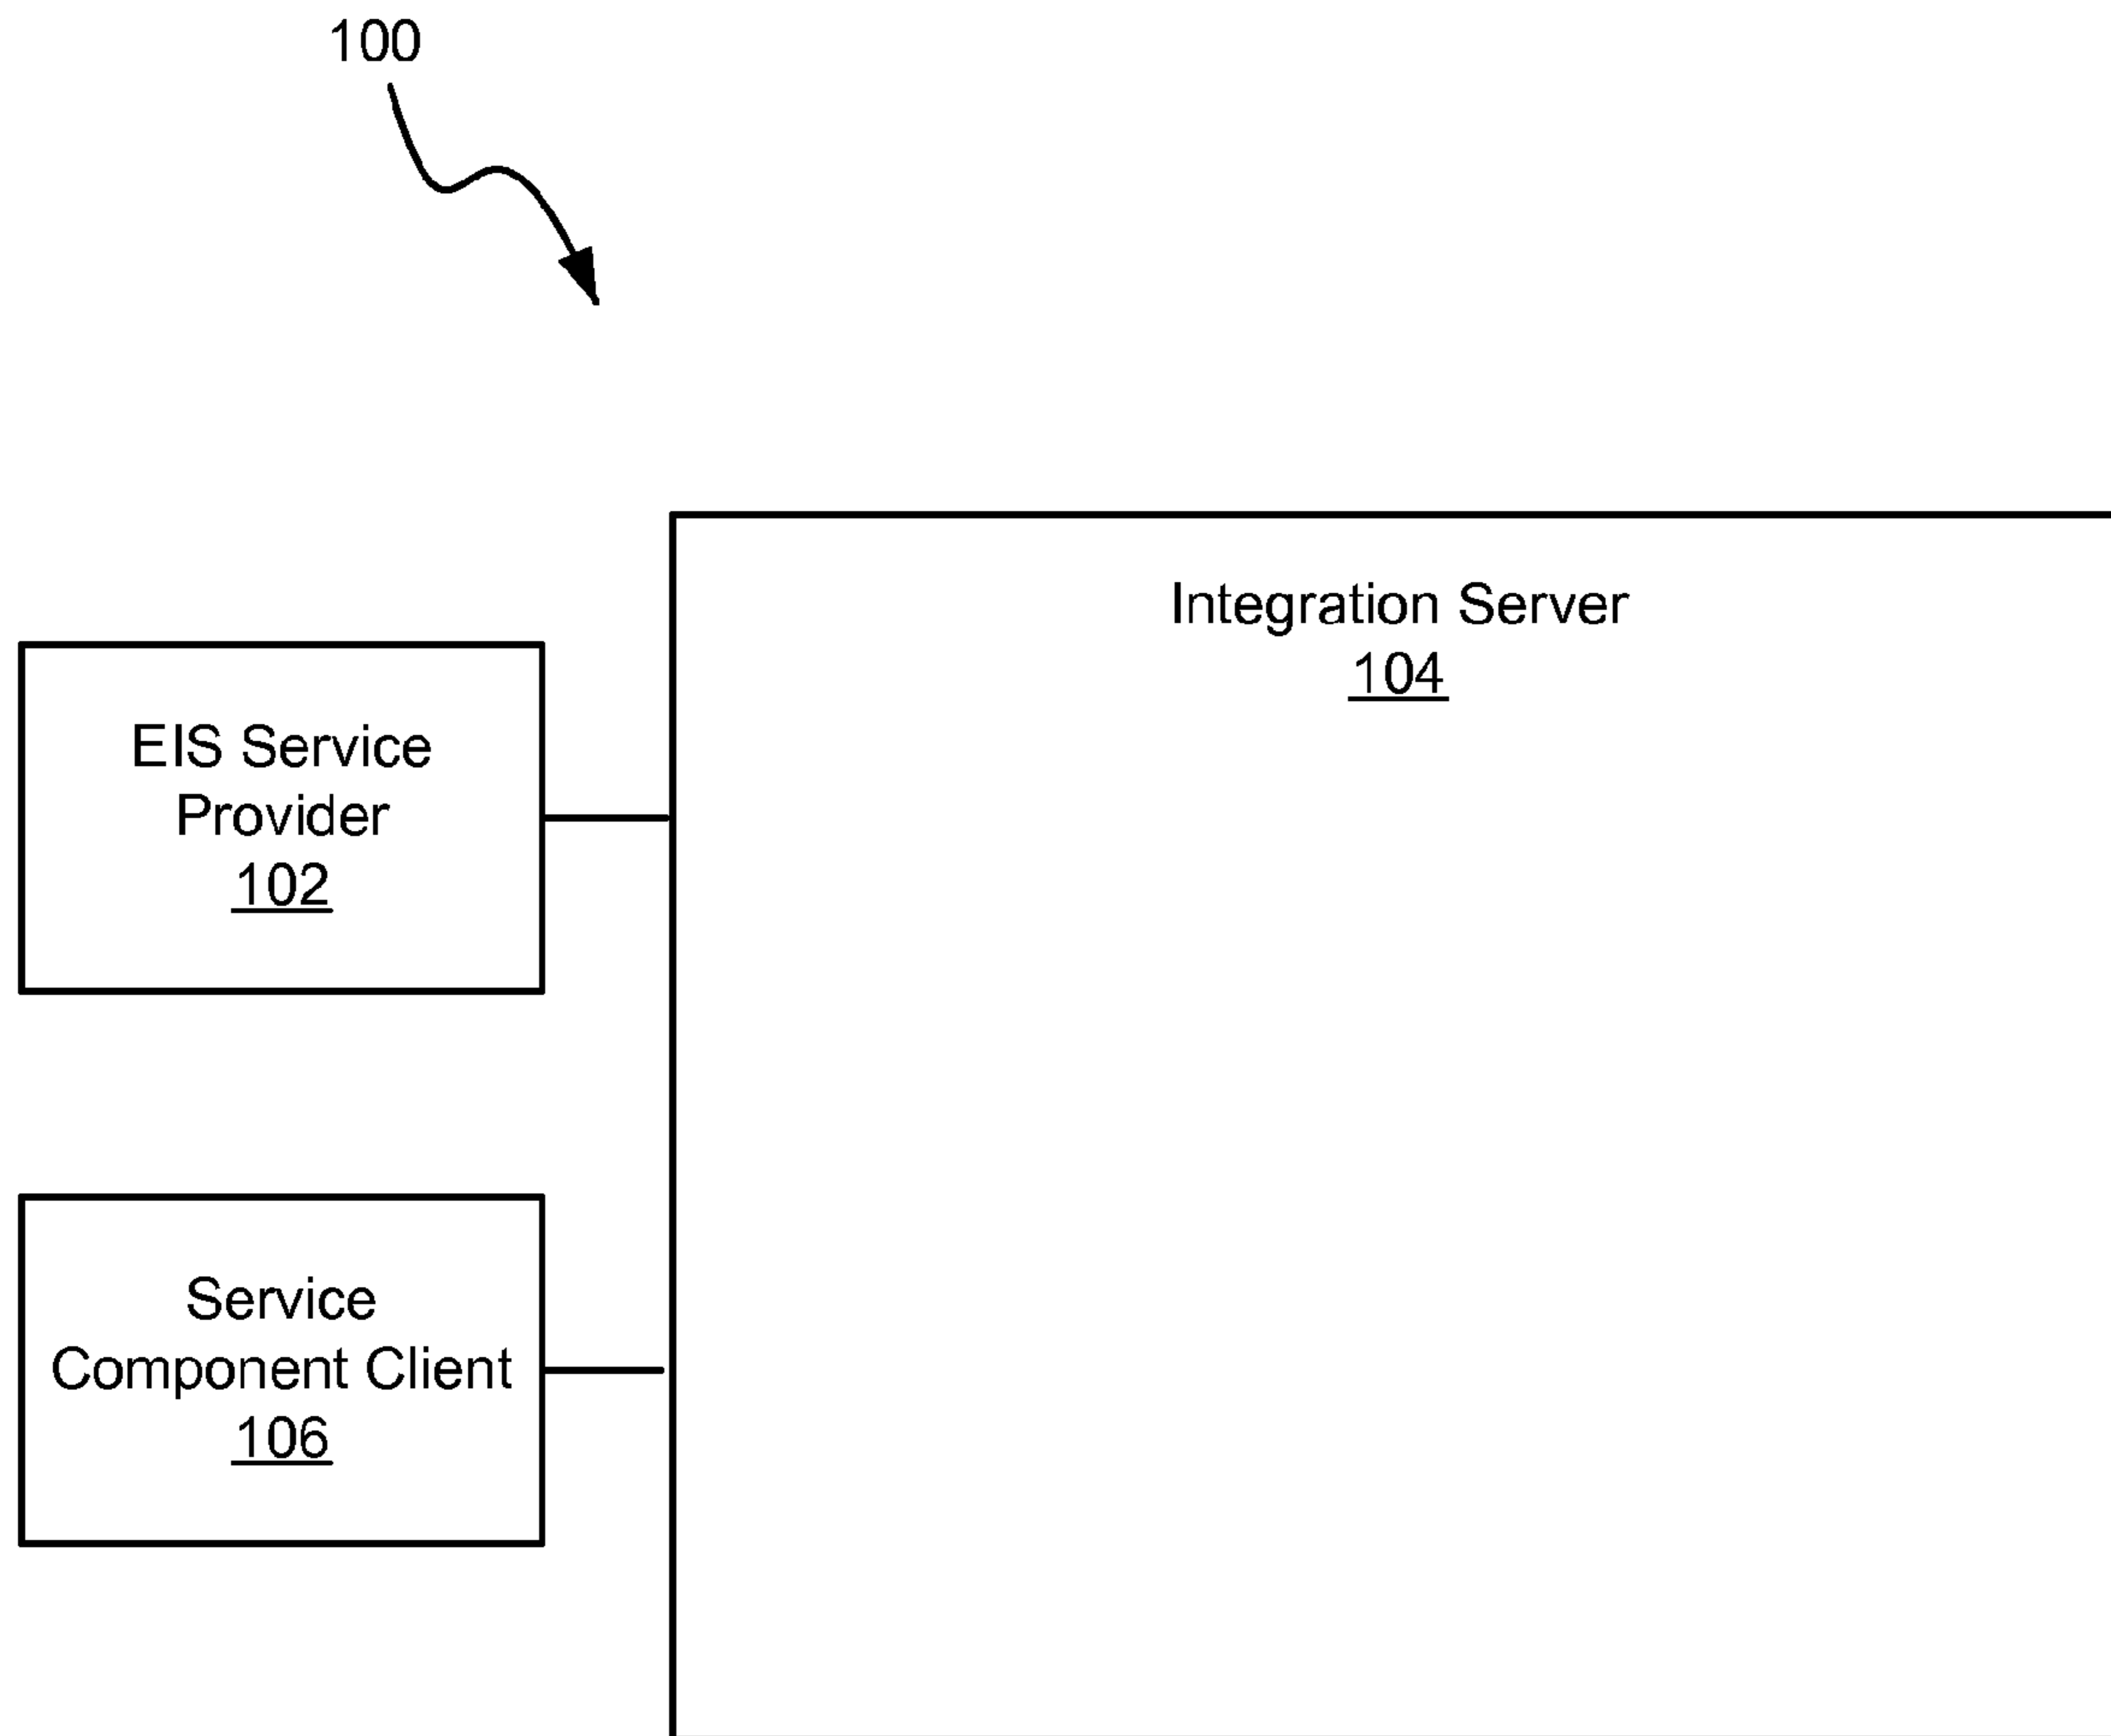 100
Integration Server
104
EIS Service
Provider
102
Service
Component Client
106